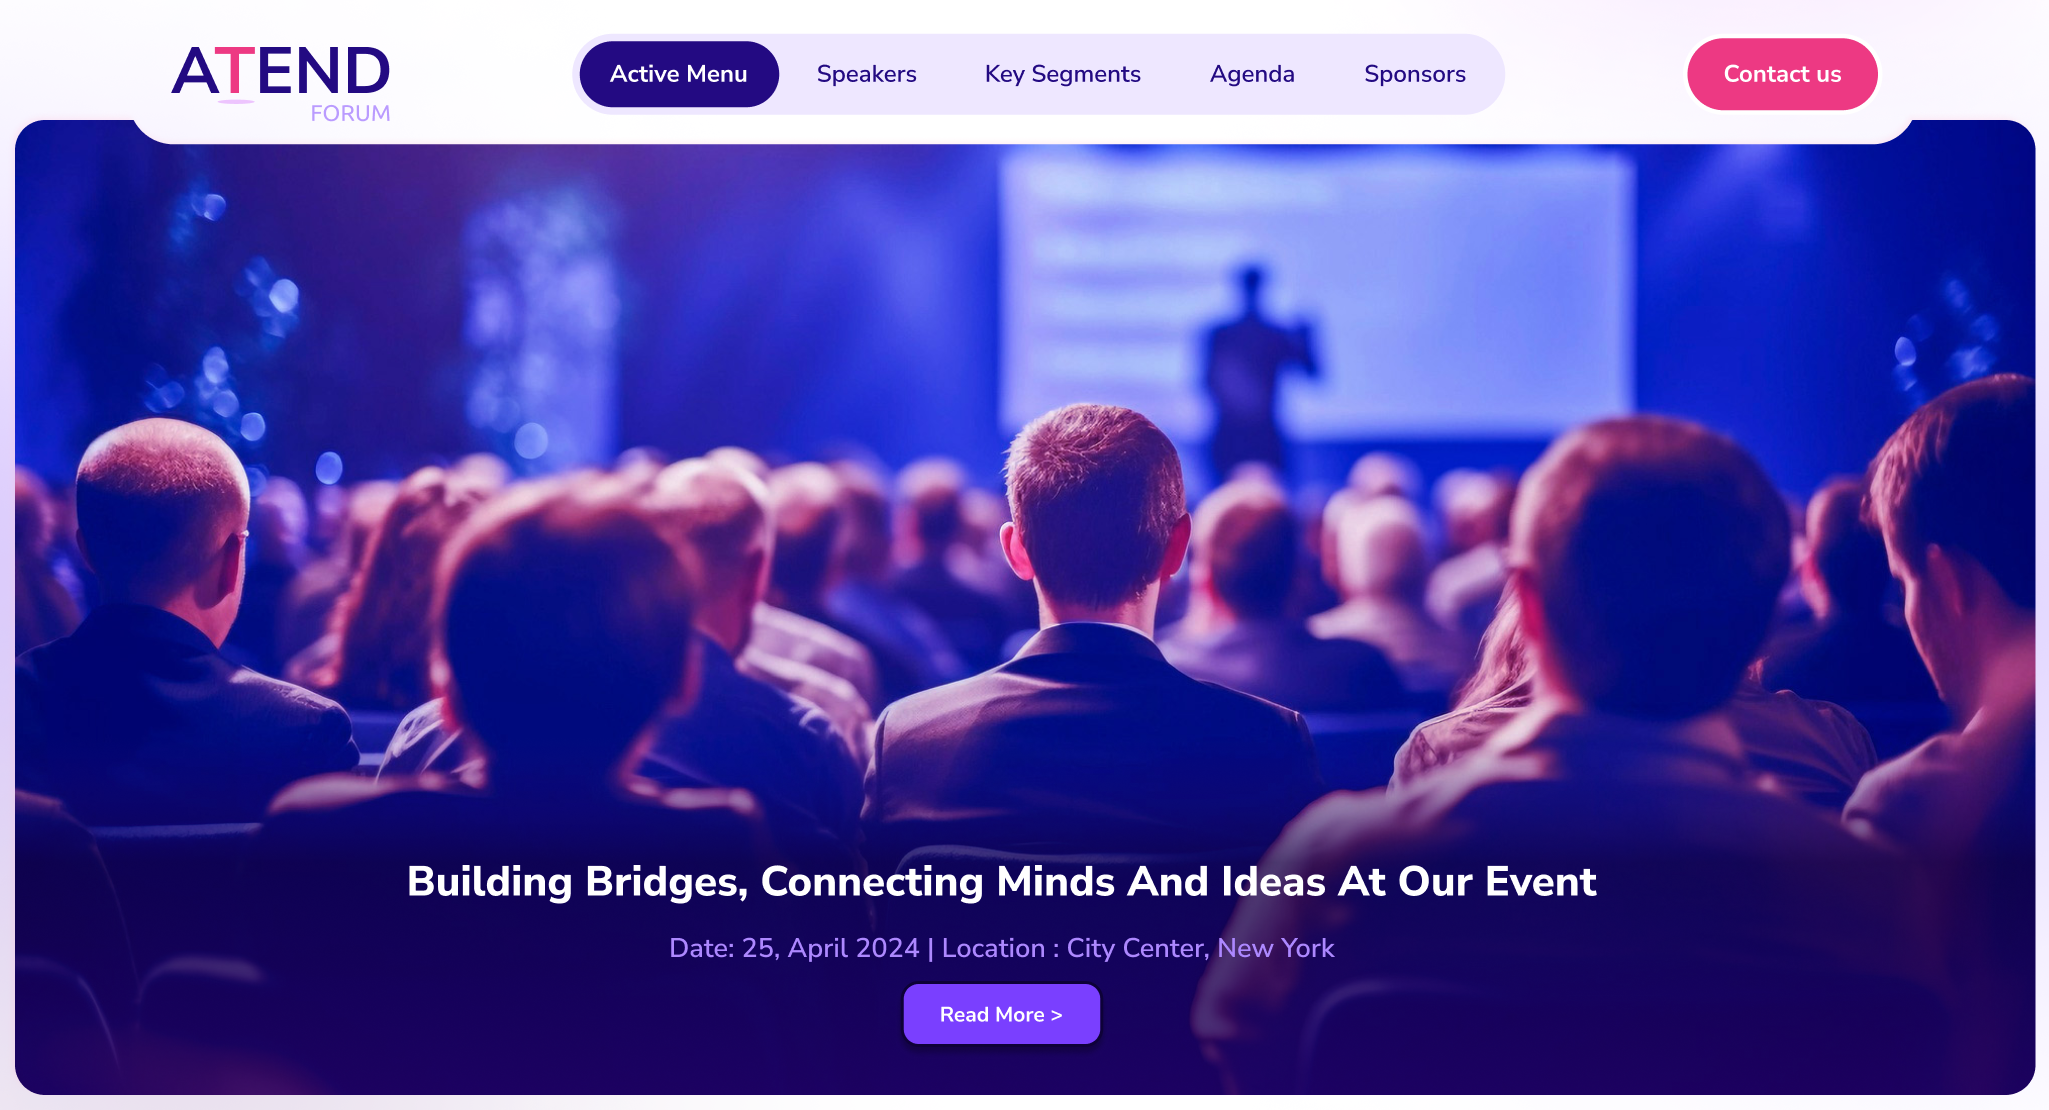 ATEND
FORUM
Active Menu
Speakers
Key Segments
Agenda
Sponsors
Contact us
Building Bridges, Connecting Minds And Ideas At Our Event
Date: 25, April 2024 | Location : City Center, New York
Read More >